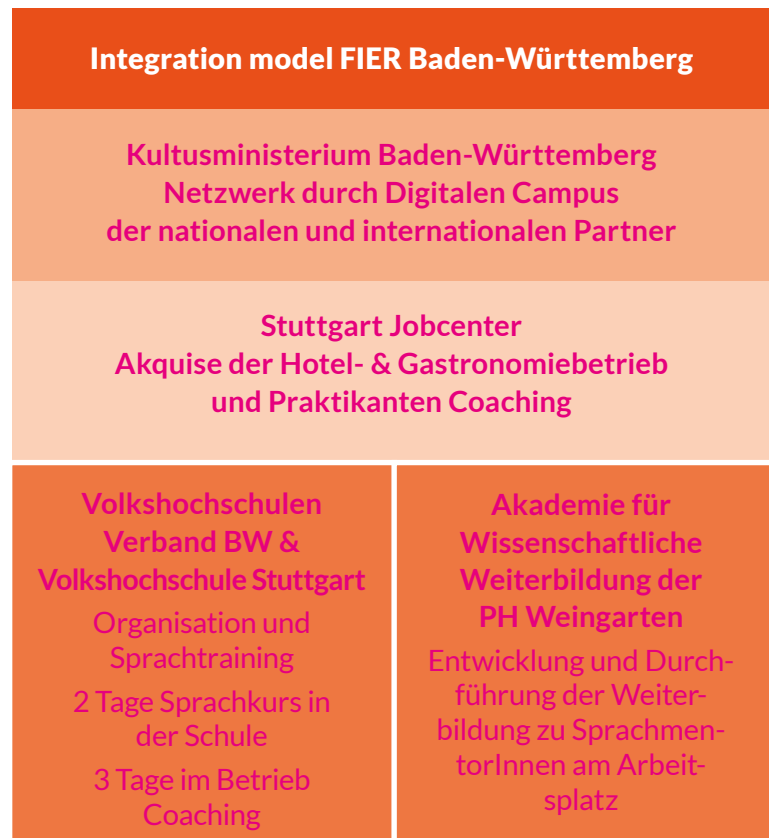 Integration model FIER Baden-Württemberg
Kultusministerium Baden-Württemberg
Netzwerk durch Digitalen Campus
der nationalen und internationalen Partner
Stuttgart Jobcenter
Akquise der Hotel- & Gastronomiebetrieb
und Praktikanten Coaching
Volkshochschulen
Verband BW &
Volkshochschule Stuttgart
Organisation und
Sprachtraining
2 Tage Sprachkurs in
der Schule
3 Tage im Betrieb
Coaching
Akademie für
Wissenschaftliche
Weiterbildung der
PH Weingarten
Entwicklung und Durch-
führung der Weiter-
bildung zu Sprachmen-
torInnen am Arbeit-
splatz